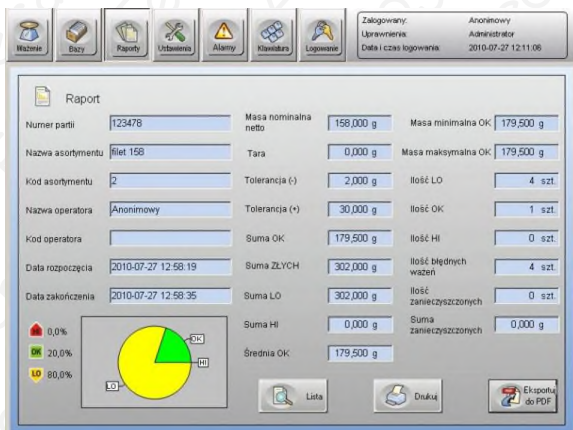 Ważenie
Bazy
Raporty
Ustawienia
Alarmy
Klawiatura
Logowanie
Zalogowany: Anonimowy
Uprawnienia: Administrator
Data i czas logowania: 2010-07-27 12:11:06
Raport
Numer partii 123478
Nazwa asortymentu filet 158
Kod asortymentu 2
Nazwa operatora Anonimowy
Kod operatora
Data rozpoczęcia 2010-07-27 12:58:19
Data zakończenia 2010-07-27 12:58:35
Masa nominalna
netto 158,000 g
Tara 0,000 g
Tolerancja (-) 2,000 g
Tolerancja (+) 30,000 g
Suma OK 179,500 g
Suma ZŁYCH 302,000 g
Suma LO 302,000 g
Suma HI 0,000 g
Średnia OK 179,500 g
Masa minimalna OK 179,500 g
Masa maksymalna OK 179,500 g
Ilość LO 4 szt.
Ilość OK 1 szt.
Ilość HI 0 szt.
Ilość błędnych
ważeń 4 szt.
Ilość
zanieczyszczonych 0 szt.
Suma
zanieczyszczonych 0,000 g
HI 0,0%
OK 20,0%
LO 80,0%
OK
HI
LO
Lista
Drukuj
Eksportuj
do PDF